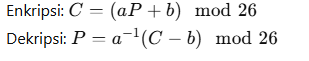 Enkripsi: C = (aP + b) mod 26
Dekripsi: P = a⁻¹(C − b) mod 26